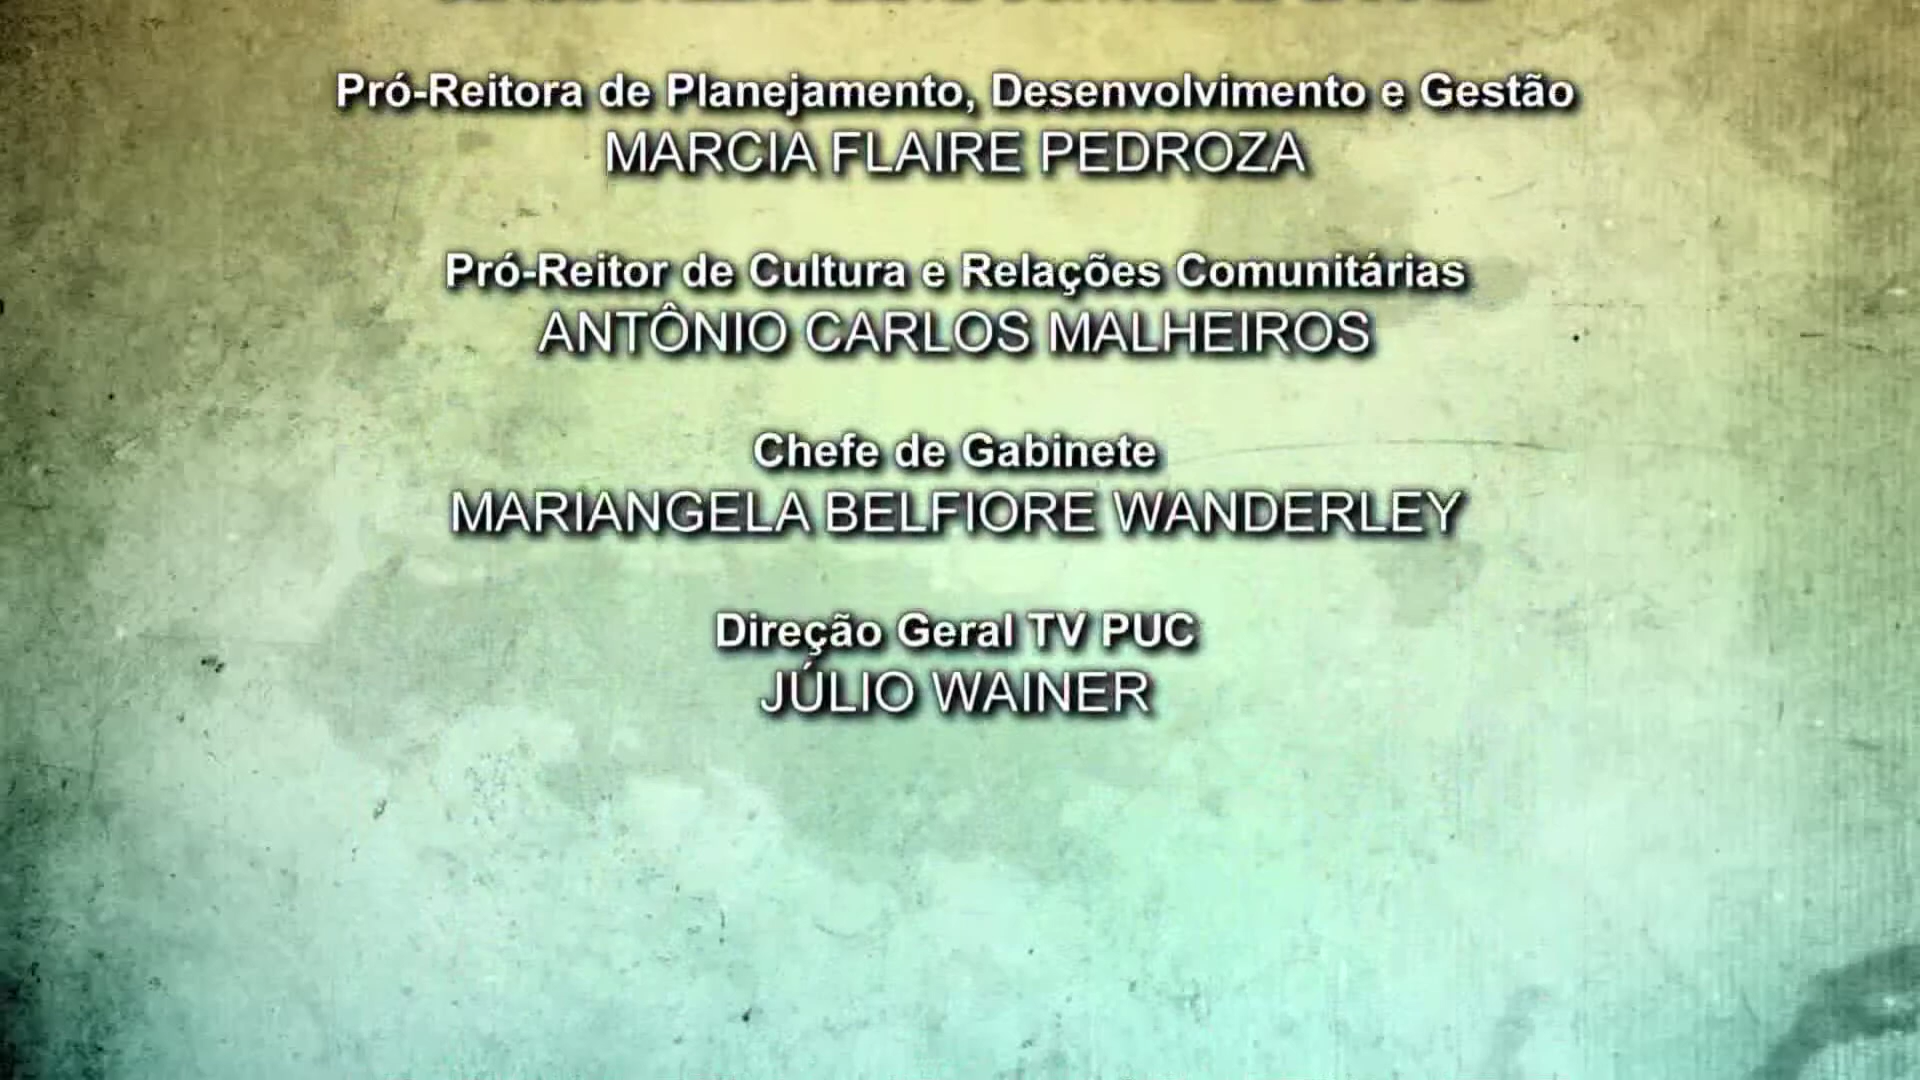 Pró-Reitora de Planejamento, Desenvolvimento e Gestão
MARCIA FLAIRE PEDROZA
Pró-Reitor de Cultura e Relações Comunitárias
ANTÔNIO CARLOS MALHEIROS
Chefe de Gabinete
MARIANGELA BELFIORE WANDERLEY
Direção Geral TV PUC
JÚLIO WAINER